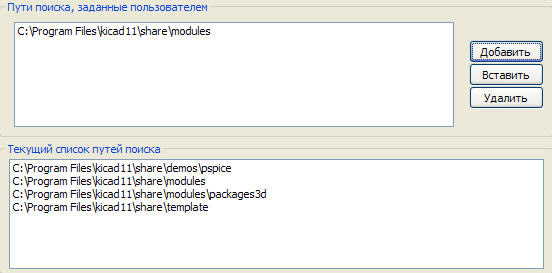 Пути поиска, заданные пользователем
C:\Program Files\kicad11\share\modules
Добавить
Вставить
Удалить
Текущий список путей поиска
C:\Program Files\kicad11\share\demos\pspice
C:\Program Files\kicad11\share\modules
C:\Program Files\kicad11\share\modules\packages3d
C:\Program Files\kicad11\share\template